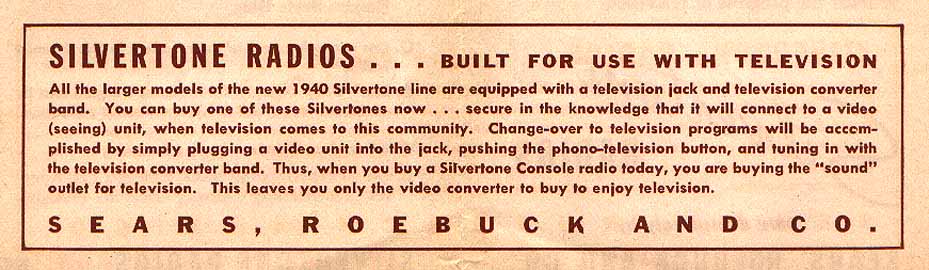 SILVERTONE RADIOS . . . BUILT FOR USE WITH TELEVISION
All the larger models of the new 1940 Silvertone line are equipped with a television jack and television converter
band. You can buy one of these Silvertones now . . . secure in the knowledge that it will connect to a video
(seeing) unit, when television comes to this community. Change-over to television programs will be accom-
plished by simply plugging a video unit into the jack, pushing the phono-television button, and tuning in with
the television converter band. Thus, when you buy a Silvertone Console radio today, you are buying the “sound”
outlet for television. This leaves you only the video converter to buy to enjoy television.
SEARS, ROEBUCK AND CO.